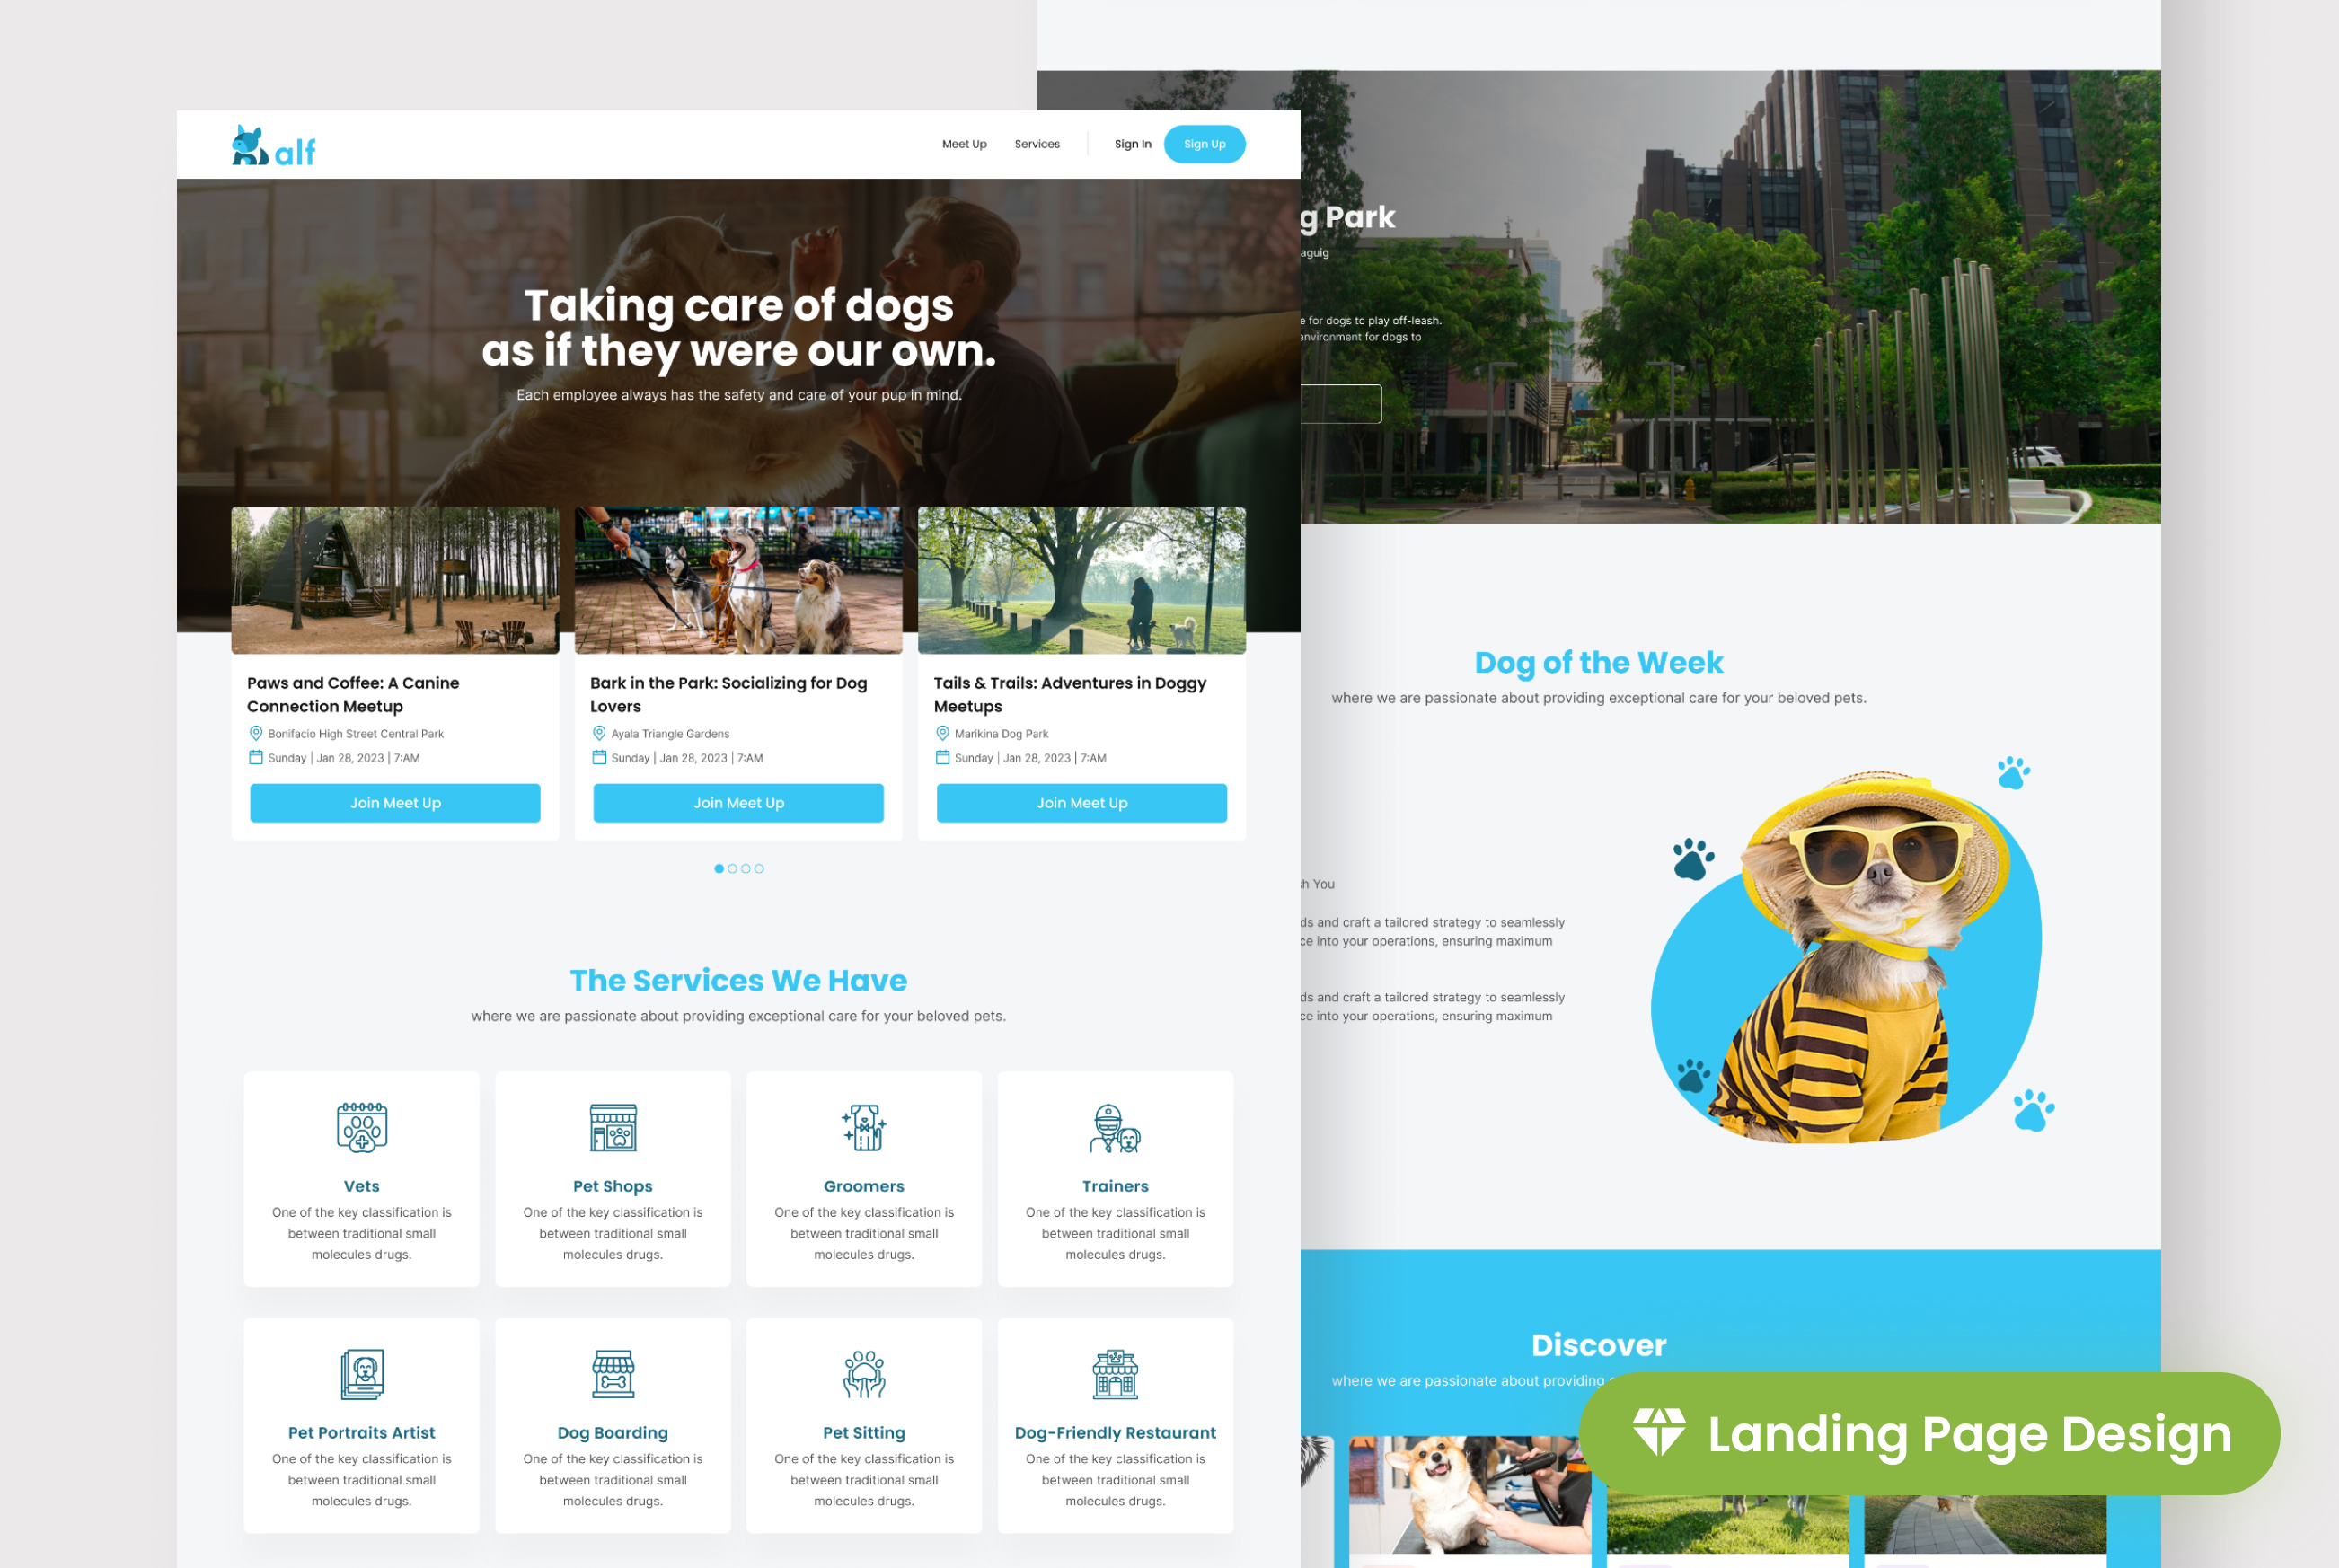 alf
Meet Up
Services
Sign In
Sign Up
Taking care of dogs
as if they were our own.
Each employee always has the safety and care of your pup in mind.
Paws and Coffee: A Canine
Connection Meetup
Bonifacio High Street Central Park
Sunday | Jan 28, 2023 | 7:AM
Join Meet Up
Bark in the Park: Socializing for Dog
Lovers
Ayala Triangle Gardens
Sunday | Jan 28, 2023 | 7:AM
Join Meet Up
Tails & Trails: Adventures in Doggy
Meetups
Marikina Dog Park
Sunday | Jan 28, 2023 | 7:AM
Join Meet Up
The Services We Have
where we are passionate about providing exceptional care for your beloved pets.
Vets
One of the key classification is
between traditional small
molecules drugs.
Pet Shops
One of the key classification is
between traditional small
molecules drugs.
Groomers
One of the key classification is
between traditional small
molecules drugs.
Trainers
One of the key classification is
between traditional small
molecules drugs.
Pet Portraits Artist
One of the key classification is
between traditional small
molecules drugs.
Dog Boarding
One of the key classification is
between traditional small
molecules drugs.
Pet Sitting
One of the key classification is
between traditional small
molecules drugs.
Dog-Friendly Restaurant
One of the key classification is
between traditional small
molecules drugs.
g Park
aguig
e for dogs to play off-leash.
environment for dogs to
Dog of the Week
where we are passionate about providing exceptional care for your beloved pets.
h You
ds and craft a tailored strategy to seamlessly
ce into your operations, ensuring maximum
ds and craft a tailored strategy to seamlessly
ce into your operations, ensuring maximum
Discover
where we are passionate about providing
Landing Page Design